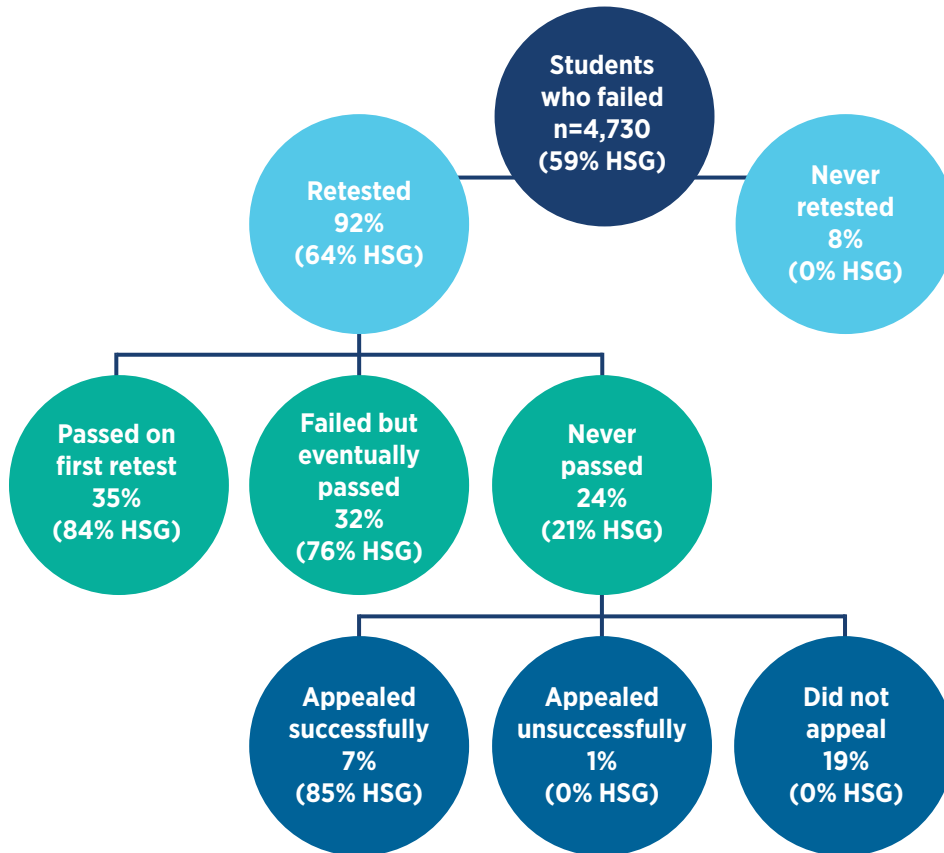 Students
who failed
n=4,730
(59% HSG)
Retested
92%
(64% HSG)
Never
retested
8%
(0% HSG)
Passed on
first retest
35%
(84% HSG)
Failed but
eventually
passed
32%
(76% HSG)
Never
passed
24%
(21% HSG)
Appealed
successfully
7%
(85% HSG)
Appealed
unsuccessfully
1%
(0% HSG)
Did not
appeal
19%
(0% HSG)